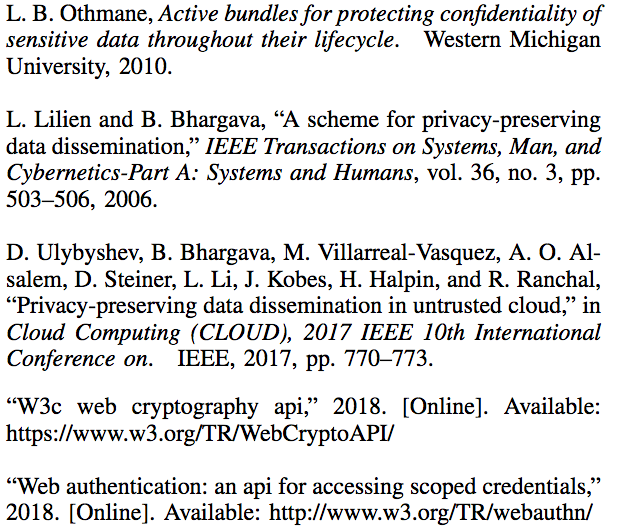 L. B. Othmane, Active bundles for protecting confidentiality of
sensitive data throughout their lifecycle. Western Michigan
University, 2010.
L. Lilien and B. Bhargava, “A scheme for privacy-preserving
data dissemination,” IEEE Transactions on Systems, Man, and
Cybernetics-Part A: Systems and Humans, vol. 36, no. 3, pp.
503–506, 2006.
D. Ulybyshev, B. Bhargava, M. Villarreal-Vasquez, A. O. Al-
salem, D. Steiner, L. Li, J. Kobes, H. Halpin, and R. Ranchal,
“Privacy-preserving data dissemination in untrusted cloud,” in
Cloud Computing (CLOUD), 2017 IEEE 10th International
Conference on. IEEE, 2017, pp. 770–773.
“W3c web cryptography api,” 2018. [Online]. Available:
https://www.w3.org/TR/WebCryptoAPI/
“Web authentication: an api for accessing scoped credentials,”
2018. [Online]. Available: http://www.w3.org/TR/webauthn/